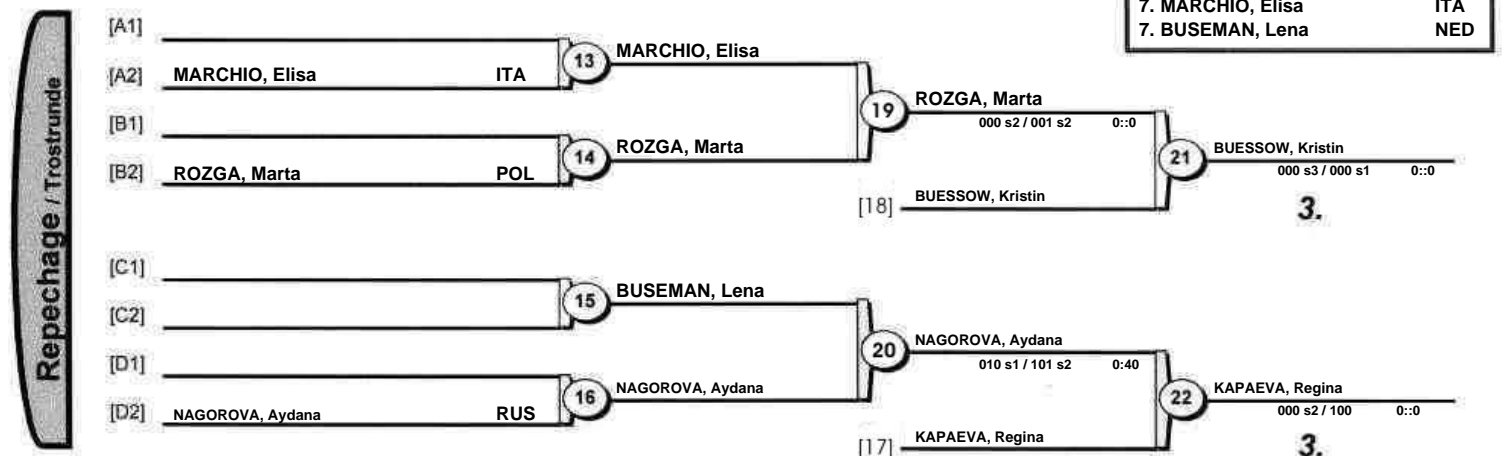 7. MARCHIO, Elisa ITA
7. BUSEMAN, Lena NED
Repechage / Trostrunde
[A1]
[A2] MARCHIO, Elisa ITA
13 MARCHIO, Elisa
[B1]
[B2] ROZGA, Marta POL
14 ROZGA, Marta
19 ROZGA, Marta
000 s2 / 001 s2 0::0
[18] BUESSOW, Kristin
21 BUESSOW, Kristin
000 s3 / 000 s1 0::0
3.
[C1]
[C2]
15 BUSEMAN, Lena
[D1]
[D2] NAGOROVA, Aydana RUS
16 NAGOROVA, Aydana
20 NAGOROVA, Aydana
010 s1 / 101 s2 0:40
[17] KAPAEVA, Regina
22 KAPAEVA, Regina
000 s2 / 100 0::0
3.